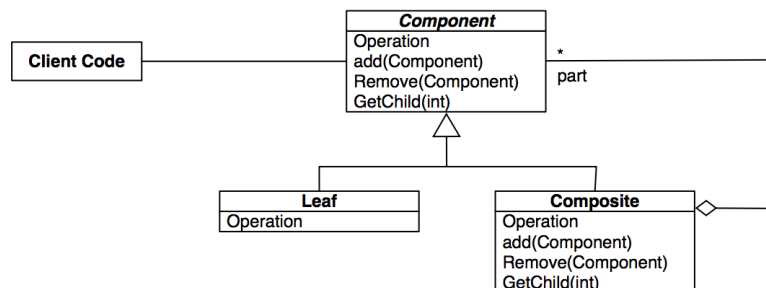 Component
Operation
add(Component)
Remove(Component)
GetChild(int)
Client Code
*
part
Leaf
Operation
Composite
Operation
add(Component)
Remove(Component)
GetChild(int)